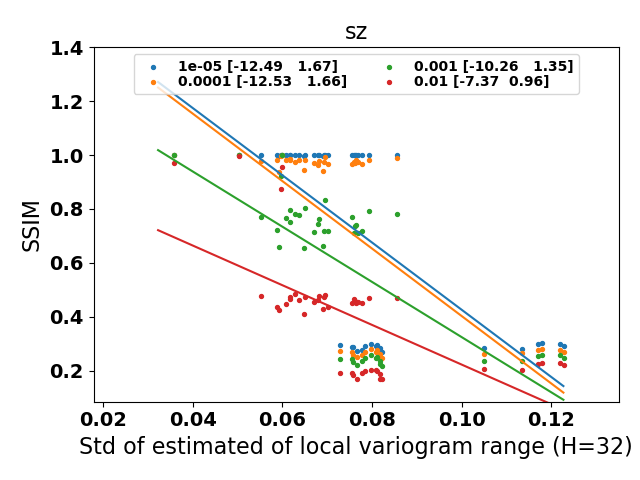 sz
1e-05 [-12.49 1.67]
0.0001 [-12.53 1.66]
0.001 [-10.26 1.35]
0.01 [-7.37 0.96]
SSIM
1.4
1.2
1.0
0.8
0.6
0.4
0.2
0.02 0.04 0.06 0.08 0.10 0.12
Std of estimated of local variogram range (H=32)